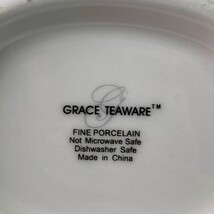 G
GRACE TEAWARE™
FINE PORCELAIN
Not Microwave Safe
Dishwasher Safe
Made in China